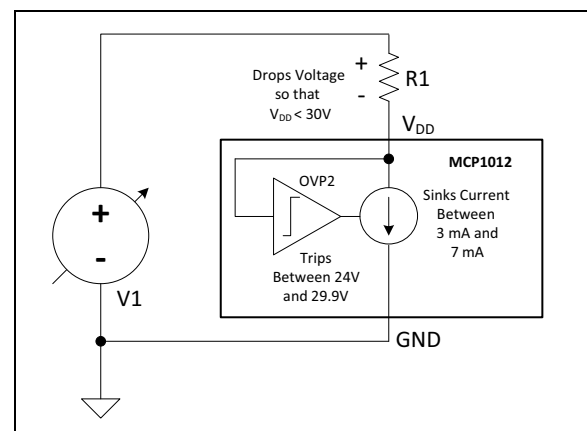 Drops Voltage
so that
VDD < 30V
+
-
R1
VDD
MCP1012
OVP2
Sinks Current
Between
3 mA and
7 mA
Trips
Between 24V
and 29.9V
+
-
V1
GND